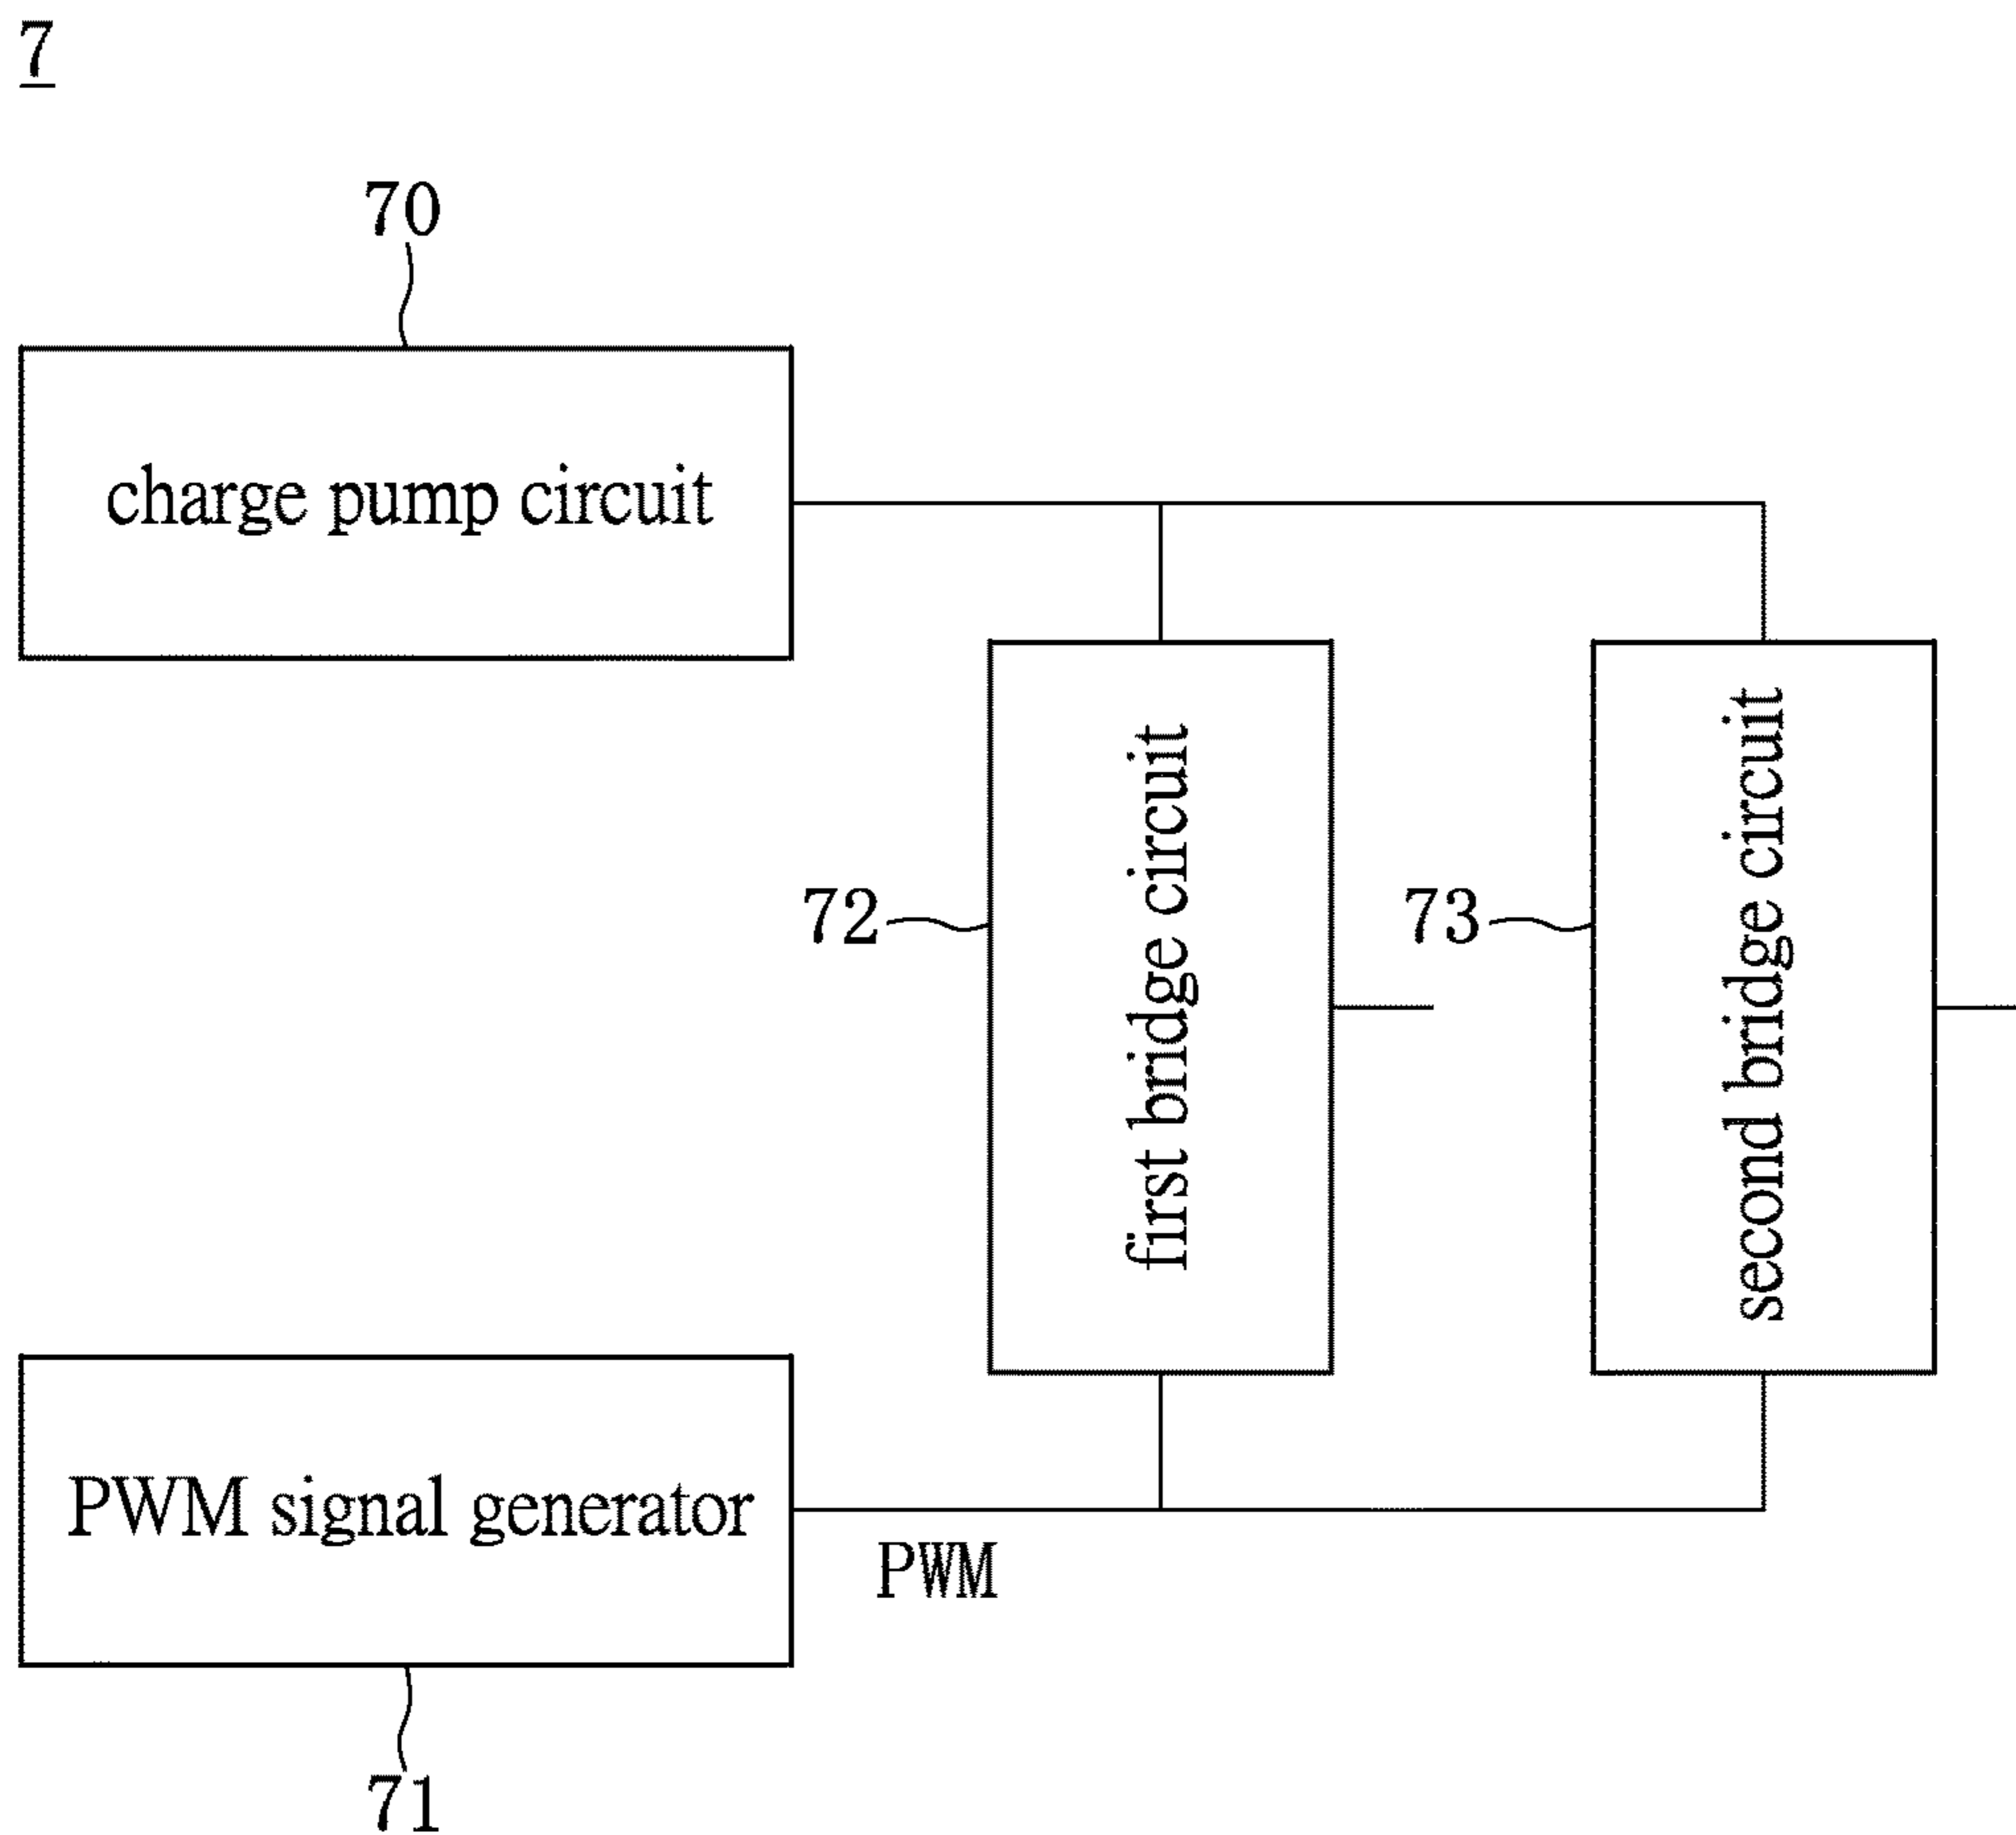 7
70
charge pump circuit
72
first bridge circuit
73
second bridge circuit
PWM signal generator
PWM
71